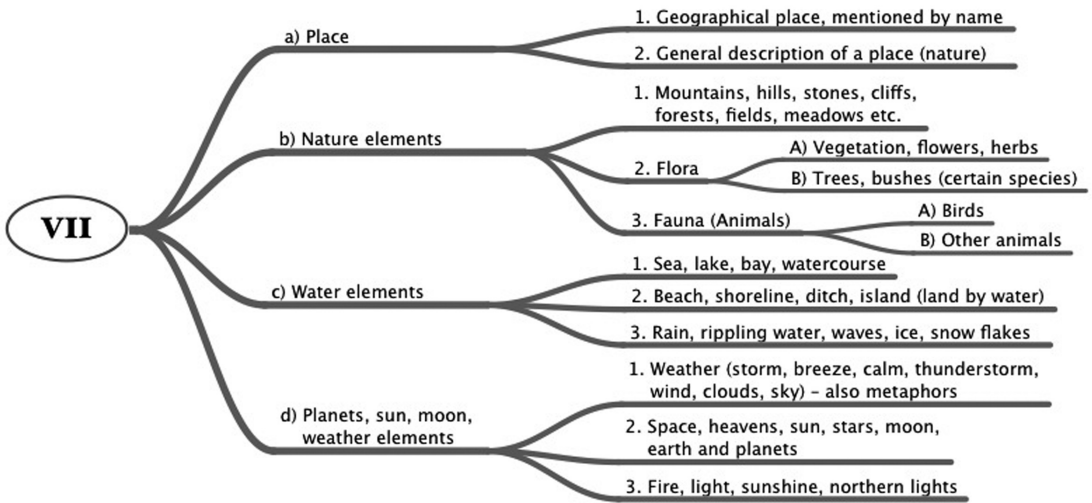 VII
a) Place
1. Geographical place, mentioned by name
2. General description of a place (nature)
b) Nature elements
1. Mountains, hills, stones, cliffs,
forests, fields, meadows etc.
2. Flora
A) Vegetation, flowers, herbs
B) Trees, bushes (certain species)
3. Fauna (Animals)
A) Birds
B) Other animals
c) Water elements
1. Sea, lake, bay, watercourse
2. Beach, shoreline, ditch, island (land by water)
3. Rain, rippling water, waves, ice, snow flakes
d) Planets, sun, moon,
weather elements
1. Weather (storm, breeze, calm, thunderstorm,
wind, clouds, sky) – also metaphors
2. Space, heavens, sun, stars, moon,
earth and planets
3. Fire, light, sunshine, northern lights